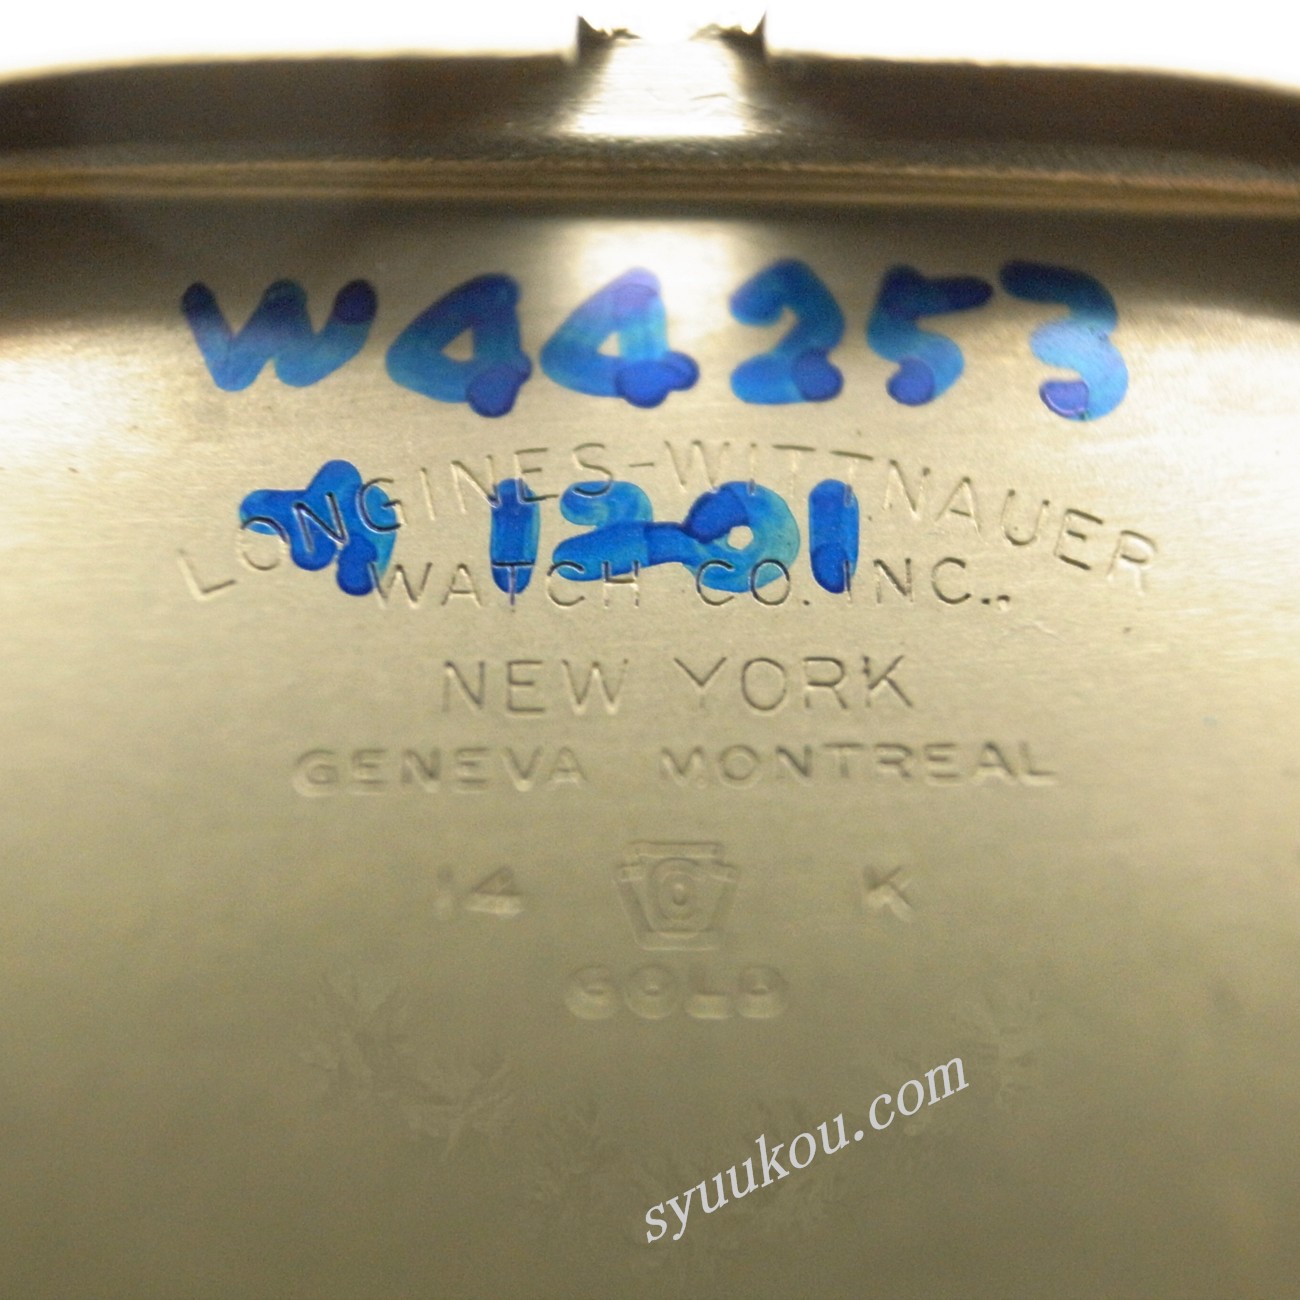 W44253
LONGINES-WITTNAUER
1201
WATCH CO. INC.,
NEW YORK
GENEVA MONTREAL
14 K
GOLD
syuukou.com